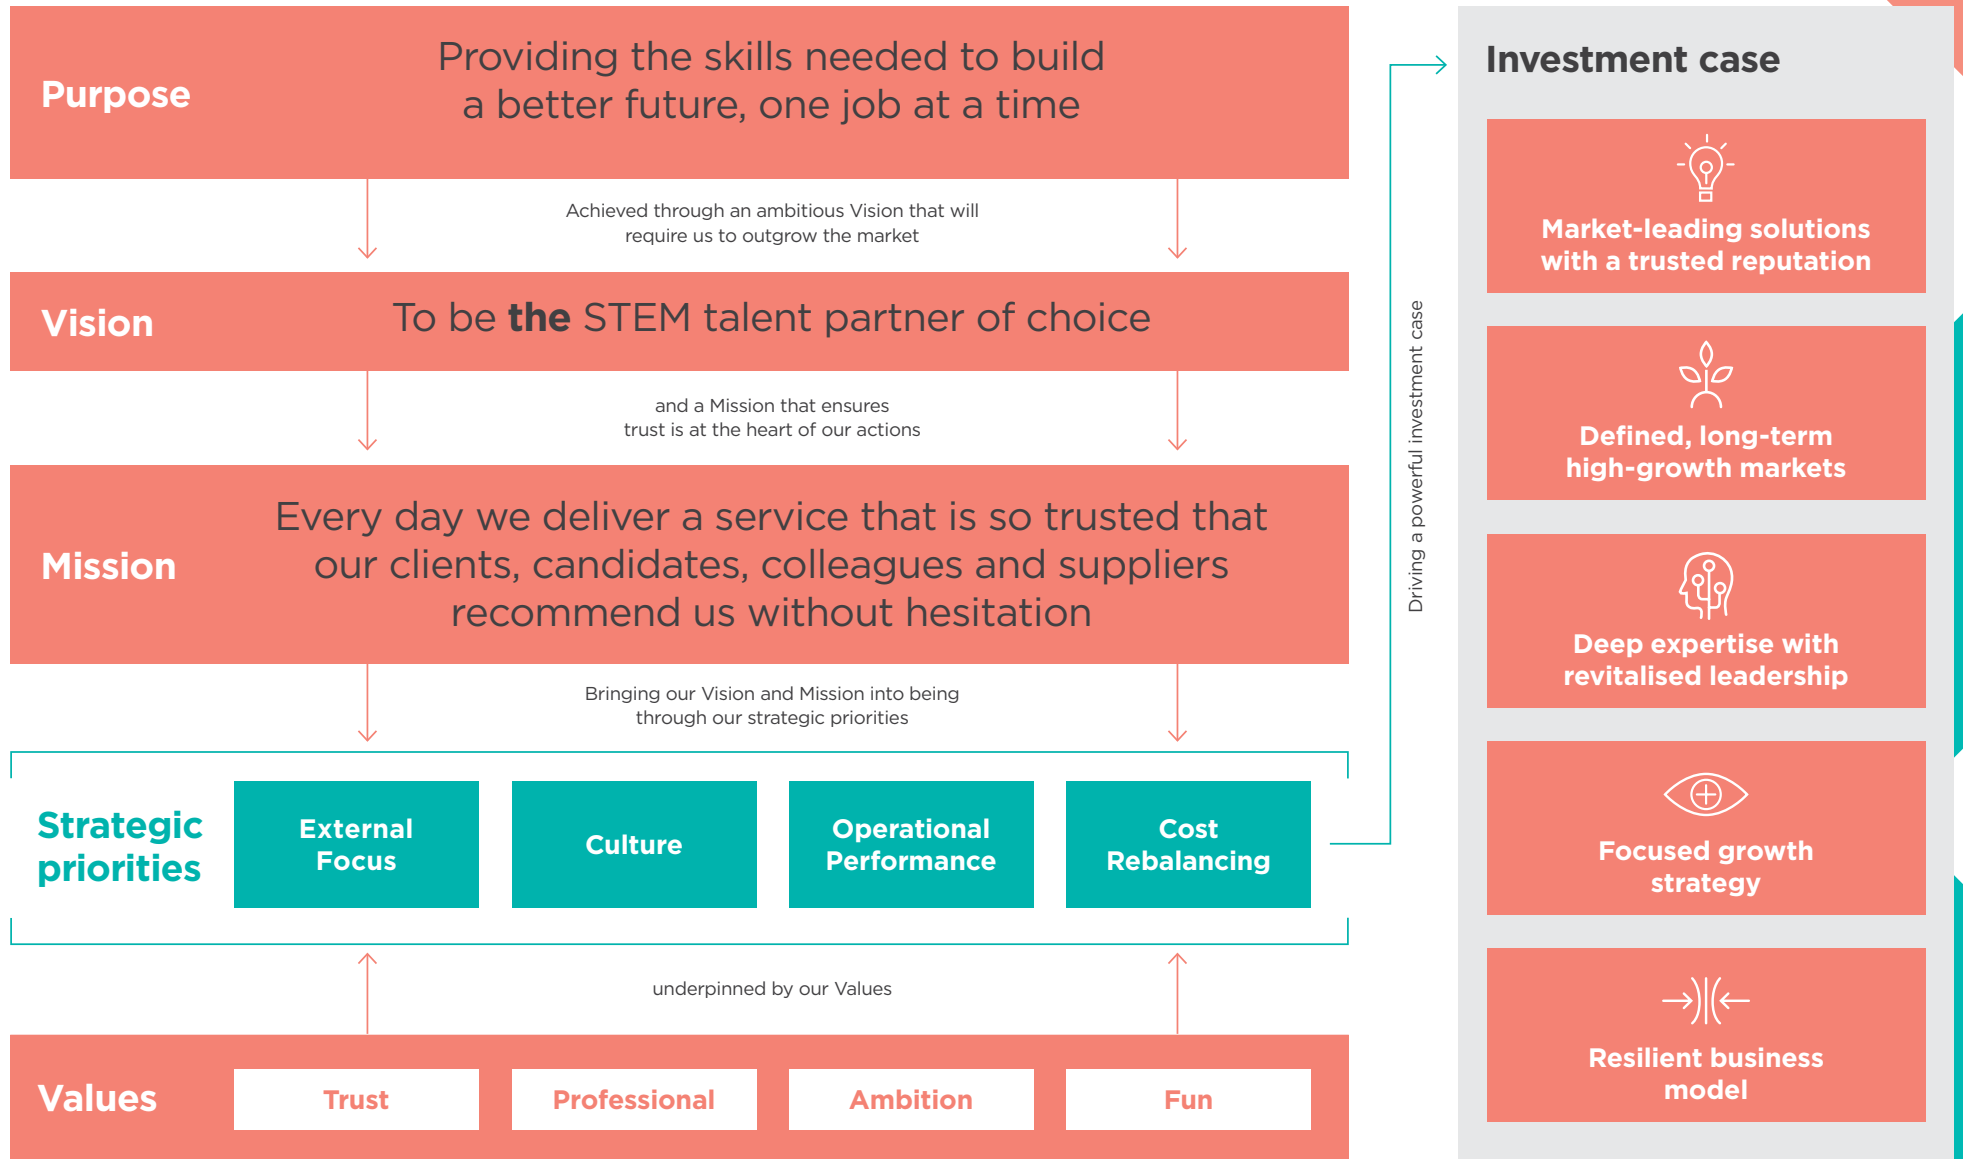 Purpose
Providing the skills needed to build
a better future, one job at a time
Achieved through an ambitious Vision that will
require us to outgrow the market
Vision
To be the STEM talent partner of choice
and a Mission that ensures
trust is at the heart of our actions
Mission
Every day we deliver a service that is so trusted that
our clients, candidates, colleagues and suppliers
recommend us without hesitation
Bringing our Vision and Mission into being
through our strategic priorities
Strategic
priorities
External
Focus
Culture
Operational
Performance
Cost
Rebalancing
underpinned by our Values
Values
Trust
Professional
Ambition
Fun
Driving a powerful investment case
Investment case
Market-leading solutions
with a trusted reputation
Defined, long-term
high-growth markets
Deep expertise with
revitalised leadership
Focused growth
strategy
Resilient business
model